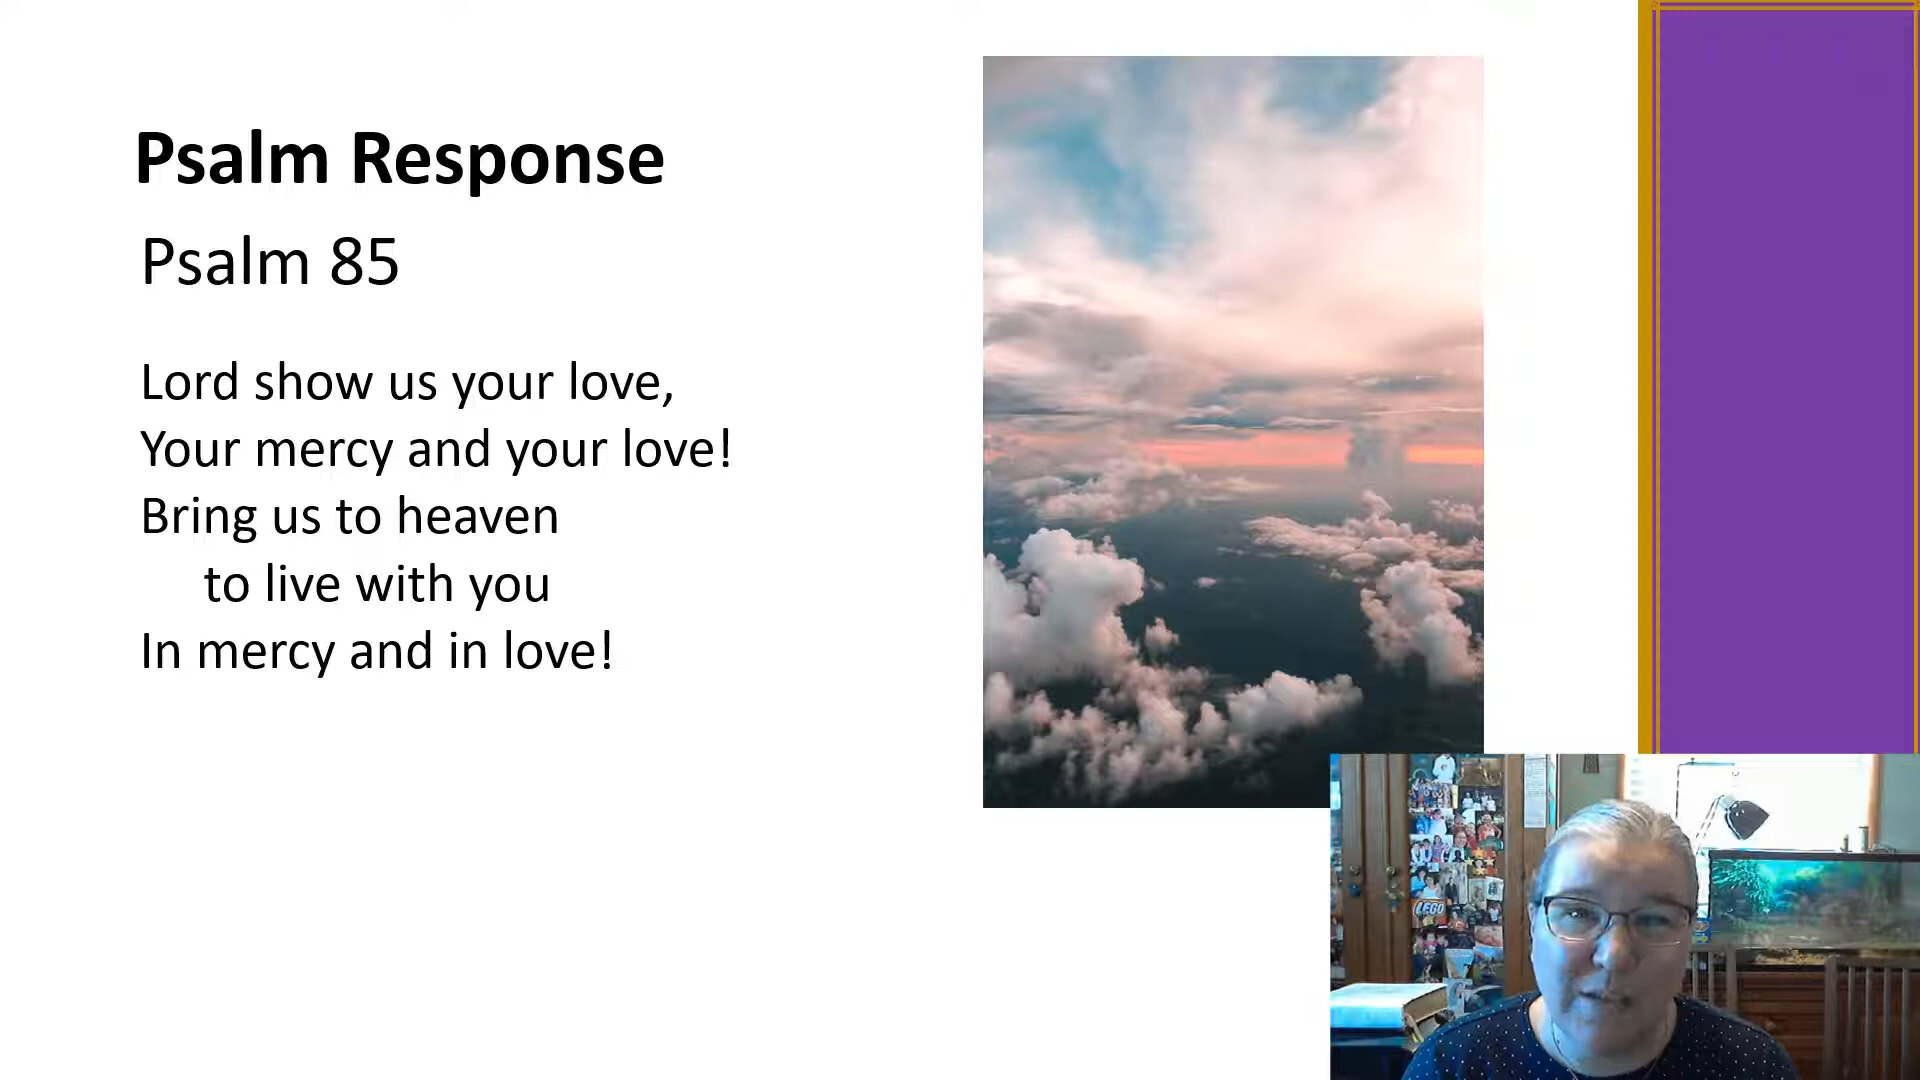 Psalm Response
Psalm 85
Lord show us your love,
Your mercy and your love!
Bring us to heaven
to live with you
In mercy and in love!
LEGO